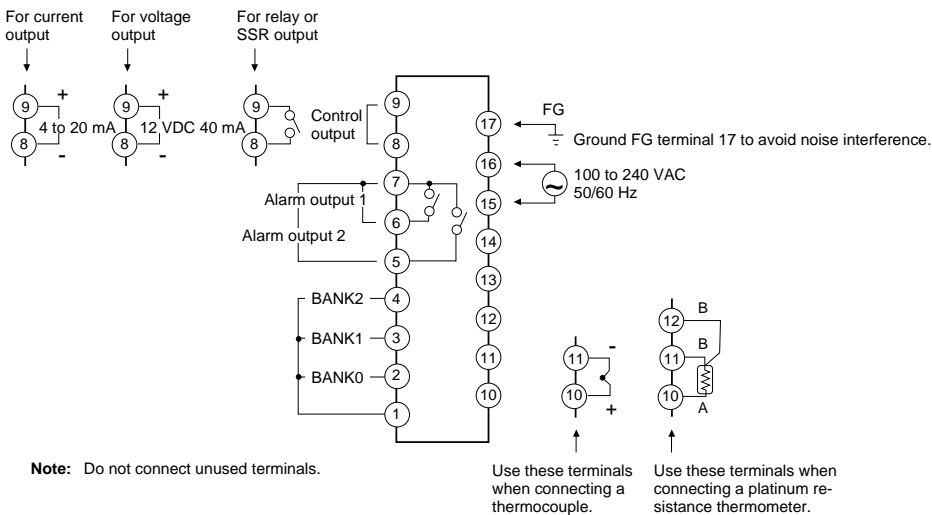 For current output
For voltage output
For relay or SSR output
9
+
4 to 20 mA
8
-
9
+
12 VDC 40 mA
8
-
9
8
Control output
9
8
7
Alarm output 1
6
Alarm output 2
5
BANK2
4
BANK1
3
BANK0
2
1
17
FG
Ground FG terminal 17 to avoid noise interference.
16
100 to 240 VAC
50/60 Hz
15
14
13
12
11
10
11
-
10
+
12
B
11
B
10
A
Note: Do not connect unused terminals.
Use these terminals
when connecting a
thermocouple.
Use these terminals when
connecting a platinum re-
sistance thermometer.